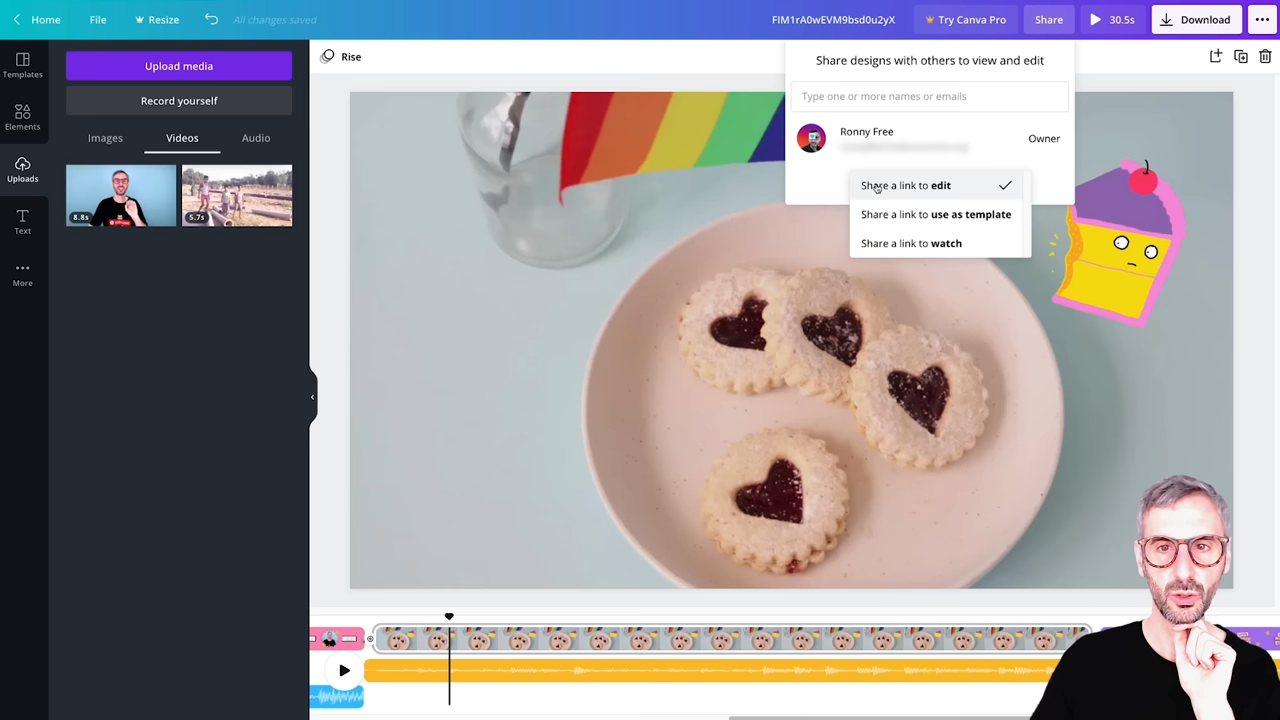 Home File Resize All changes saved FIM1rA0wEVM9bsd0u2yX Try Canva Pro Share 30.5s Download
Templates
Elements
Uploads
Text
More
Upload media
Record yourself
Images Videos Audio
8.8s 5.7s
Rise
Share designs with others to view and edit
Type one or more names or emails
Ronny Free
Owner
Share a link to edit
Share a link to use as template
Share a link to watch